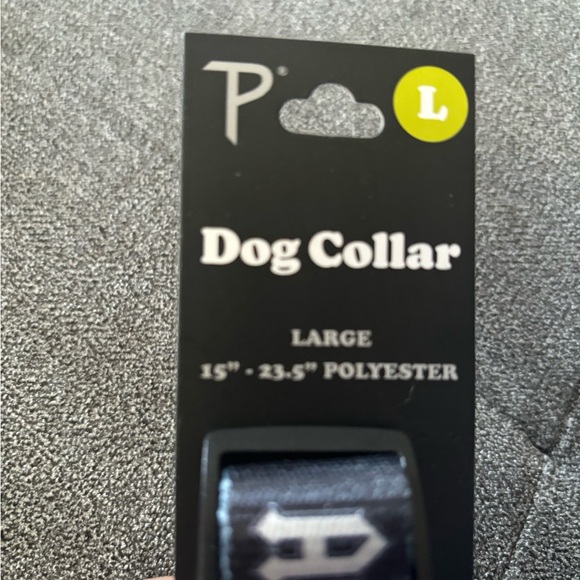 P®
L
Dog Collar
LARGE
15" - 23.5" POLYESTER